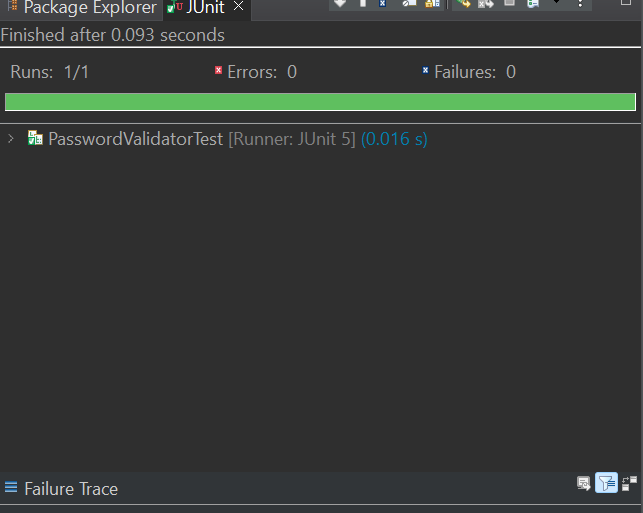 Package Explorer JUnit
Finished after 0.093 seconds
Runs: 1/1 Errors: 0 Failures: 0
PasswordValidatorTest [Runner: JUnit 5] (0.016 s)
Failure Trace